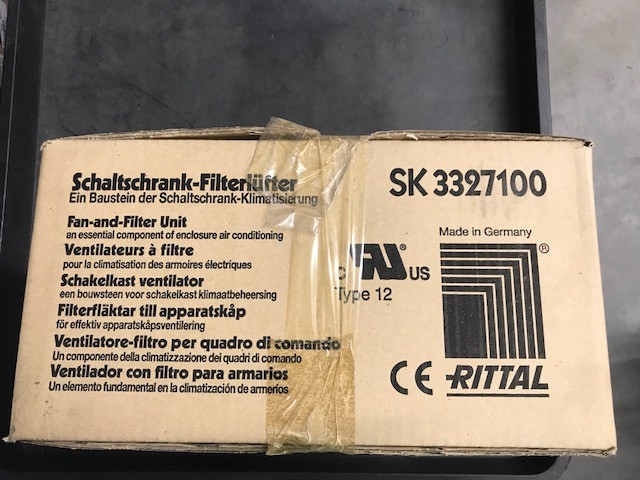 Schaltschrank-Filterlüfter
Ein Baustein der Schaltschrank-Klimatisierung
Fan-and-Filter Unit
an essential component of enclosure air conditioning
Ventilateurs à filtre
pour la climatisation des armoires électriques
Schakelkast ventilator
een bouwsteen voor schakelkast klimaatbeheersing
Filterfläktar till apparatskåp
för effektiv apparatskåpsventilering
Ventilatore-filtro per quadro di comando
Un componente della climatizzazione dei quadri di comando
Ventilador con filtro para armarios
Un elemento fundamental en la climatización de armerios
SK 3327100
Made in Germany
c RU ® US
Type 12
®
CE RITTAL